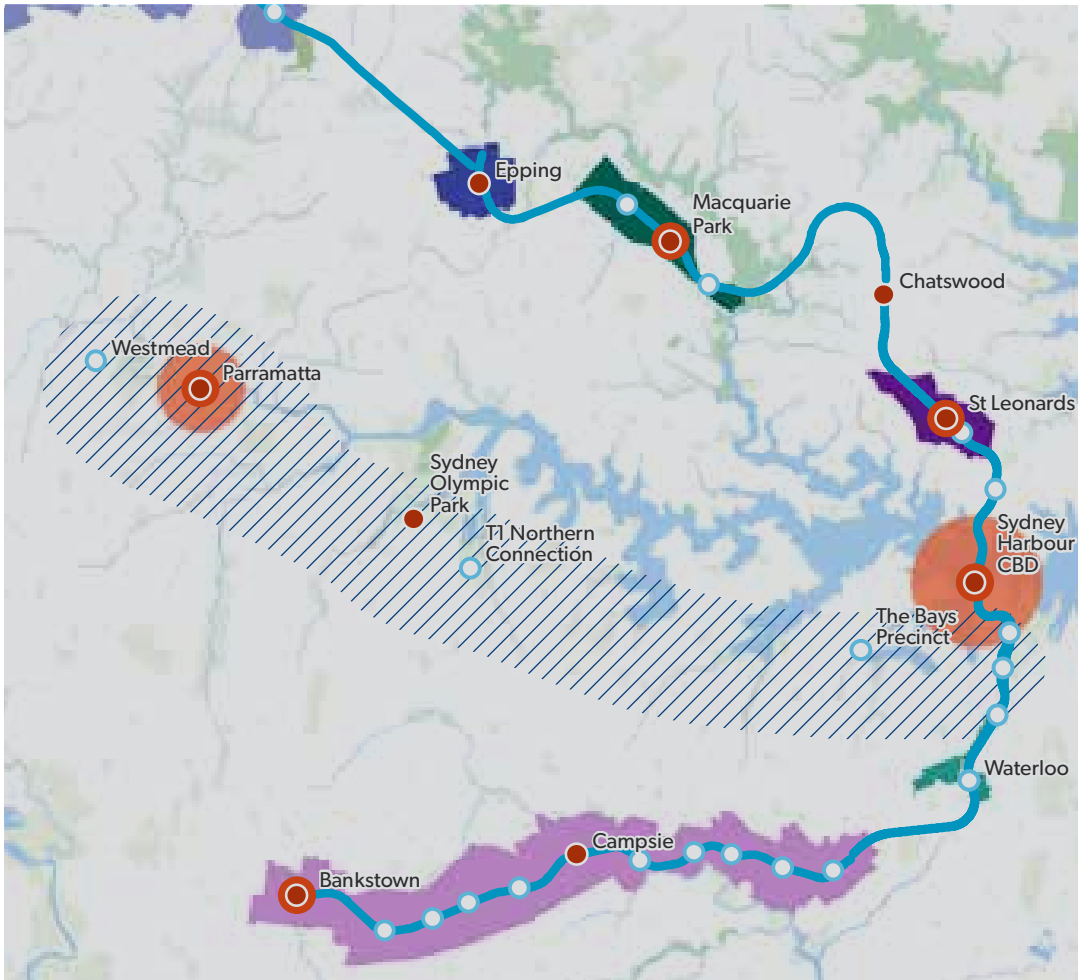 Epping
Macquarie
Park
Chatswood
Westmead
Parramatta
St Leonards
Sydney
Olympic
Park
T1 Northern
Connection
Sydney
Harbour
CBD
The Bays
Precinct
Waterloo
Campsie
Bankstown